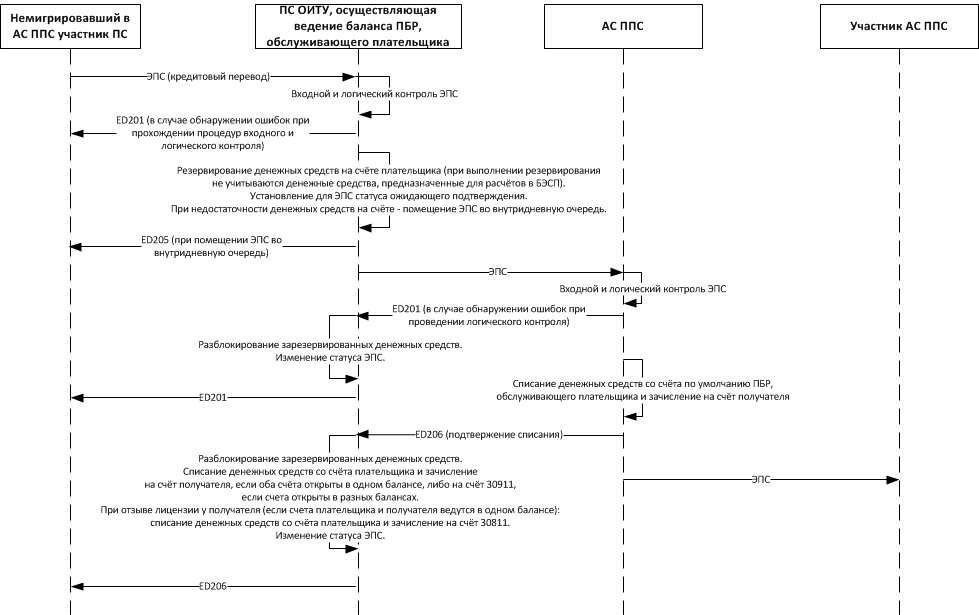 Немигрировавший в
АС ППС участник ПС
ПС ОИТУ, осуществляющая
ведение баланса ПБР,
обслуживающего плательщика
АС ППС
Участник АС ППС
ЭПС (кредитовый перевод)
Входной и логический контроль ЭПС
ED201 (в случае обнаружении ошибок при
прохождении процедур входного и
логического контроля)
Резервирование денежных средств на счёте плательщика (при выполнении резервирования
не учитываются денежные средства, предназначенные для расчётов в БЭСП).
Установление для ЭПС статуса ожидающего подтверждения.
При недостаточности денежных средств на счёте - помещение ЭПС во внутридневную очередь.
ED205 (при помещении ЭПС во
внутридневную очередь)
ЭПС
Входной и логический контроль ЭПС
ED201 (в случае обнаружении ошибок при
проведении логического контроля)
Разблокирование зарезервированных денежных средств.
Изменение статуса ЭПС.
Списание денежных средств со счёта по умолчанию ПБР,
обслуживающего плательщика и зачисление на счёт получателя
ED201
ED206 (подтвержение списания)
Разблокирование зарезервированных денежных средств.
Списание денежных средств со счёта плательщика и зачисление
на счёт получателя, если оба счёта открыты в одном балансе, либо на счёт 30911,
если счета открыты в разных балансах.
При отзыве лицензии у получателя (если счета плательщика и получателя ведутся в одном балансе):
списание денежных средств со счёта плательщика и зачисление на счёт 30811.
Изменение статуса ЭПС.
ЭПС
ED206